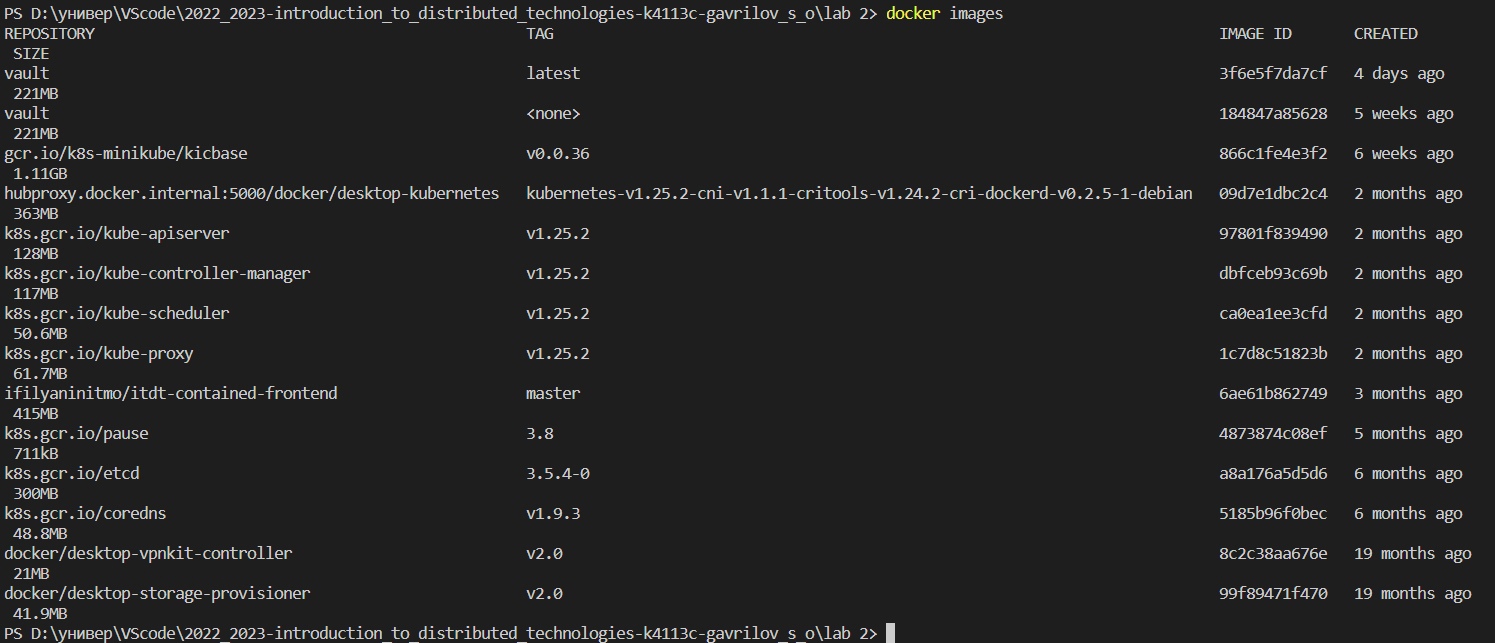 PS D:\универ\VScode\2022_2023-introduction_to_distributed_technologies-k4113c-gavrilov_s_o\lab 2> docker images
REPOSITORY TAG IMAGE ID CREATED
SIZE
vault latest 3f6e5f7da7cf 4 days ago
221MB
vault <none> 184847a85628 5 weeks ago
221MB
gcr.io/k8s-minikube/kicbase v0.0.36 866c1fe4e3f2 6 weeks ago
1.11GB
hubproxy.docker.internal:5000/docker/desktop-kubernetes kubernetes-v1.25.2-cni-v1.1.1-critools-v1.24.2-cri-dockerd-v0.2.5-1-debian 09d7e1dbc2c4 2 months ago
363MB
k8s.gcr.io/kube-apiserver v1.25.2 97801f839490 2 months ago
128MB
k8s.gcr.io/kube-controller-manager v1.25.2 dbfceb93c69b 2 months ago
117MB
k8s.gcr.io/kube-scheduler v1.25.2 ca0ea1ee3cfd 2 months ago
50.6MB
k8s.gcr.io/kube-proxy v1.25.2 1c7d8c51823b 2 months ago
61.7MB
ifilyaninitmo/itdt-contained-frontend master 6ae61b862749 3 months ago
415MB
k8s.gcr.io/pause 3.8 4873874c08ef 5 months ago
711kB
k8s.gcr.io/etcd 3.5.4-0 a8a176a5d5d6 6 months ago
300MB
k8s.gcr.io/coredns v1.9.3 5185b96f0bec 6 months ago
48.8MB
docker/desktop-vpnkit-controller v2.0 8c2c38aa676e 19 months ago
21MB
docker/desktop-storage-provisioner v2.0 99f89471f470 19 months ago
41.9MB
PS D:\универ\VScode\2022_2023-introduction_to_distributed_technologies-k4113c-gavrilov_s_o\lab 2>